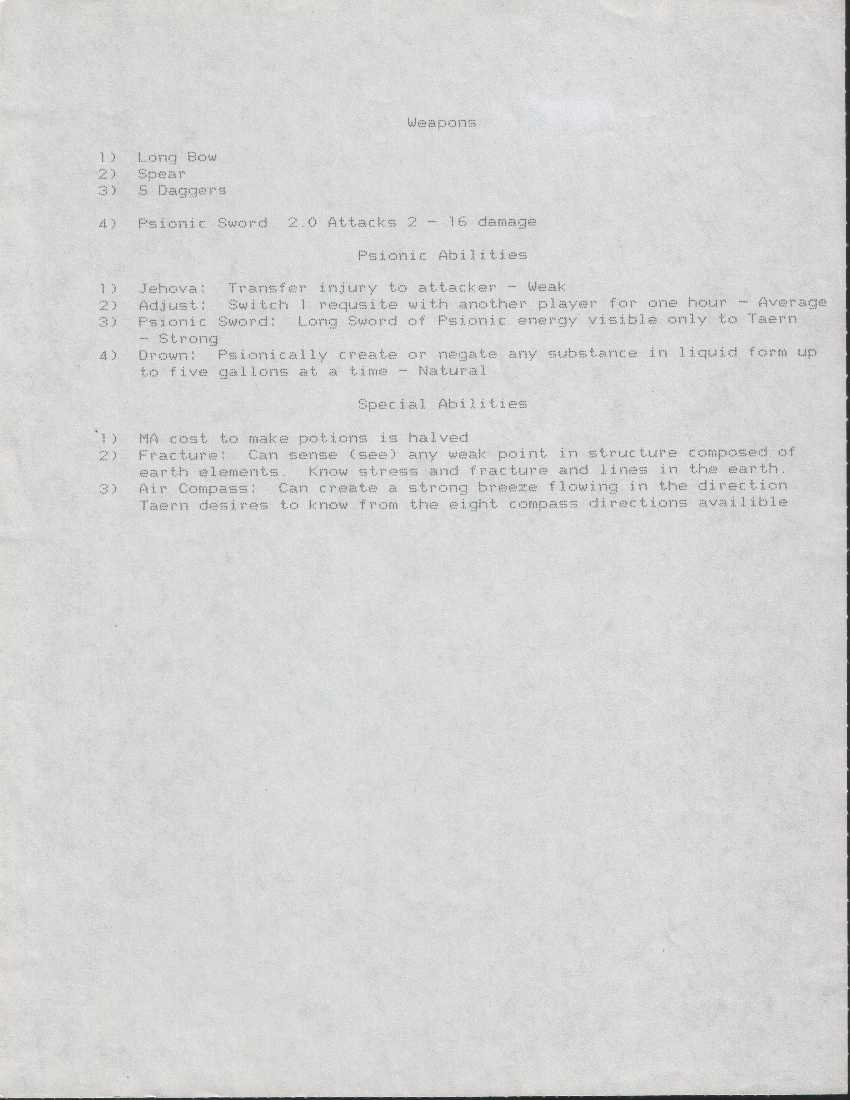 Weapons
1) Long Bow
2) Spear
3) 5 Daggers
4) Psionic Sword 2.0 Attacks 2 - 16 damage
Psionic Abilities
1) Jehova: Transfer injury to attacker - Weak
2) Adjust: Switch 1 requsite with another player for one hour - Average
3) Psionic Sword: Long Sword of Psionic energy visible only to Taern
- Strong
4) Drown: Psionically create or negate any substance in liquid form up
to five gallons at a time - Natural
Special Abilities
1) MA cost to make potions is halved
2) Fracture: Can sense (see) any weak point in structure composed of
earth elements. Know stress and fracture and lines in the earth.
3) Air Compass: Can create a strong breeze flowing in the direction
Taern desires to know from the eight compass directions availible